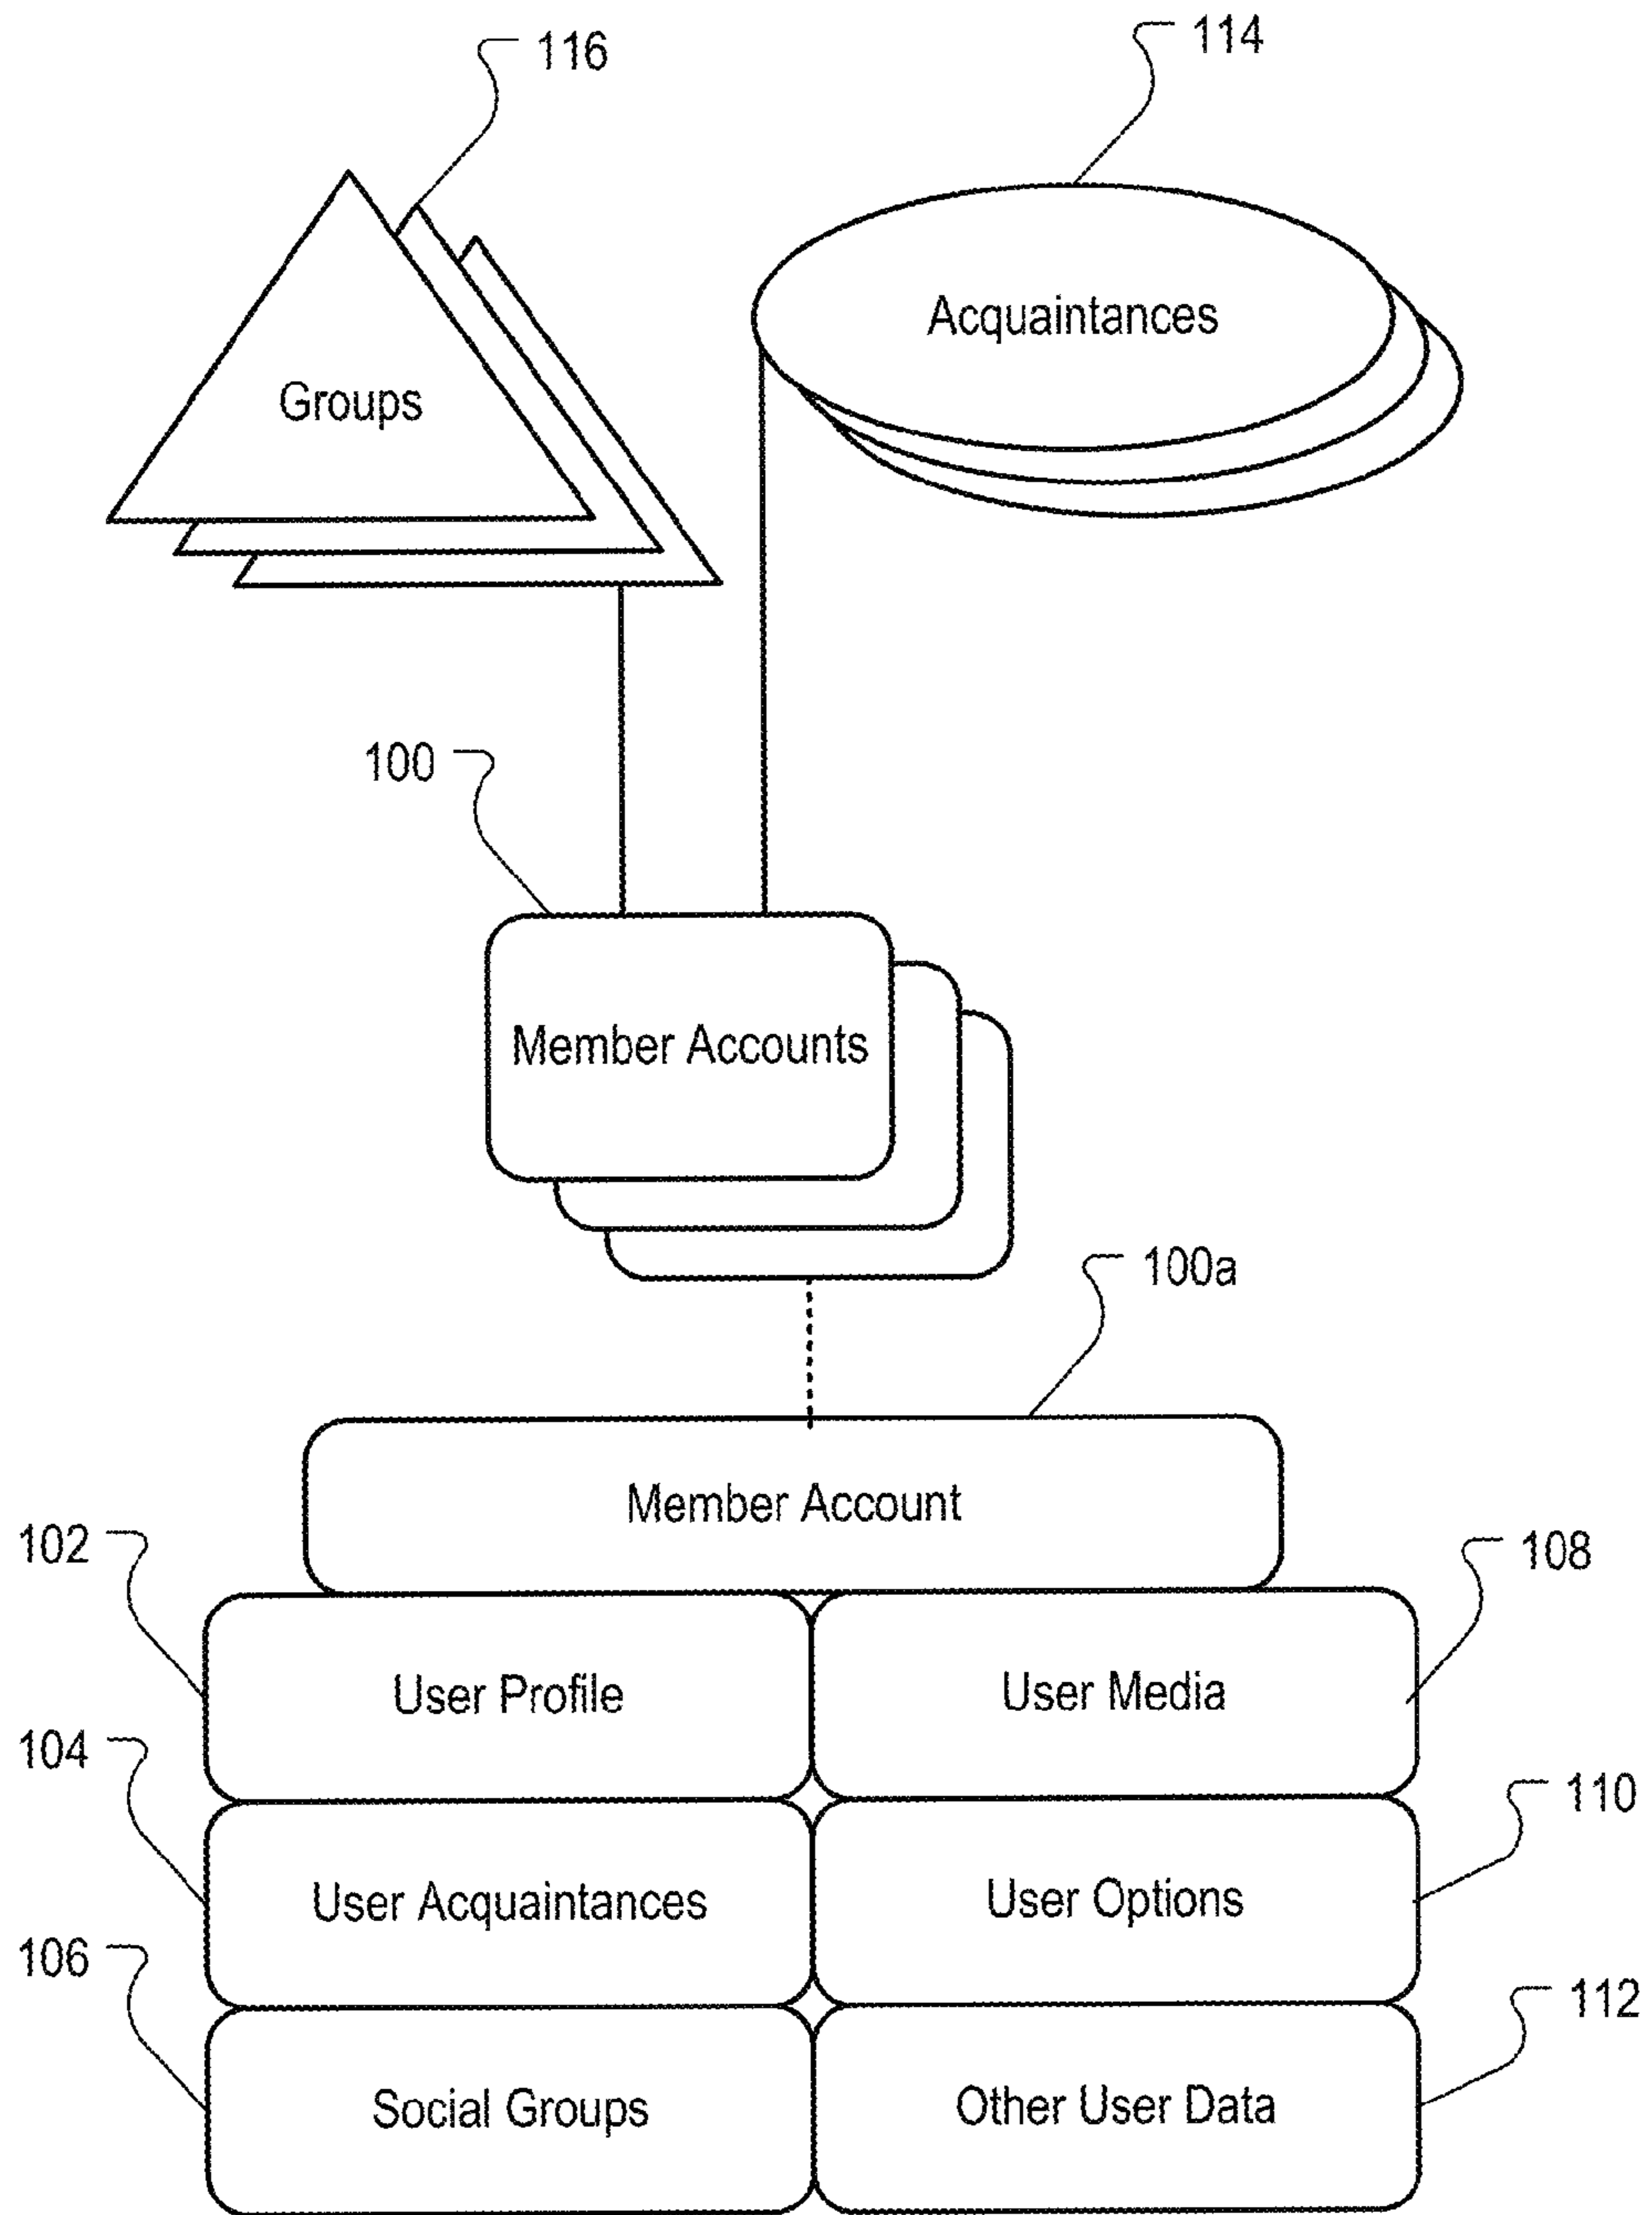 116
114
Groups
Acquaintances
100
Member Accounts
100a
Member Account
102
108
User Profile
User Media
104
110
User Acquaintances
User Options
106
112
Social Groups
Other User Data